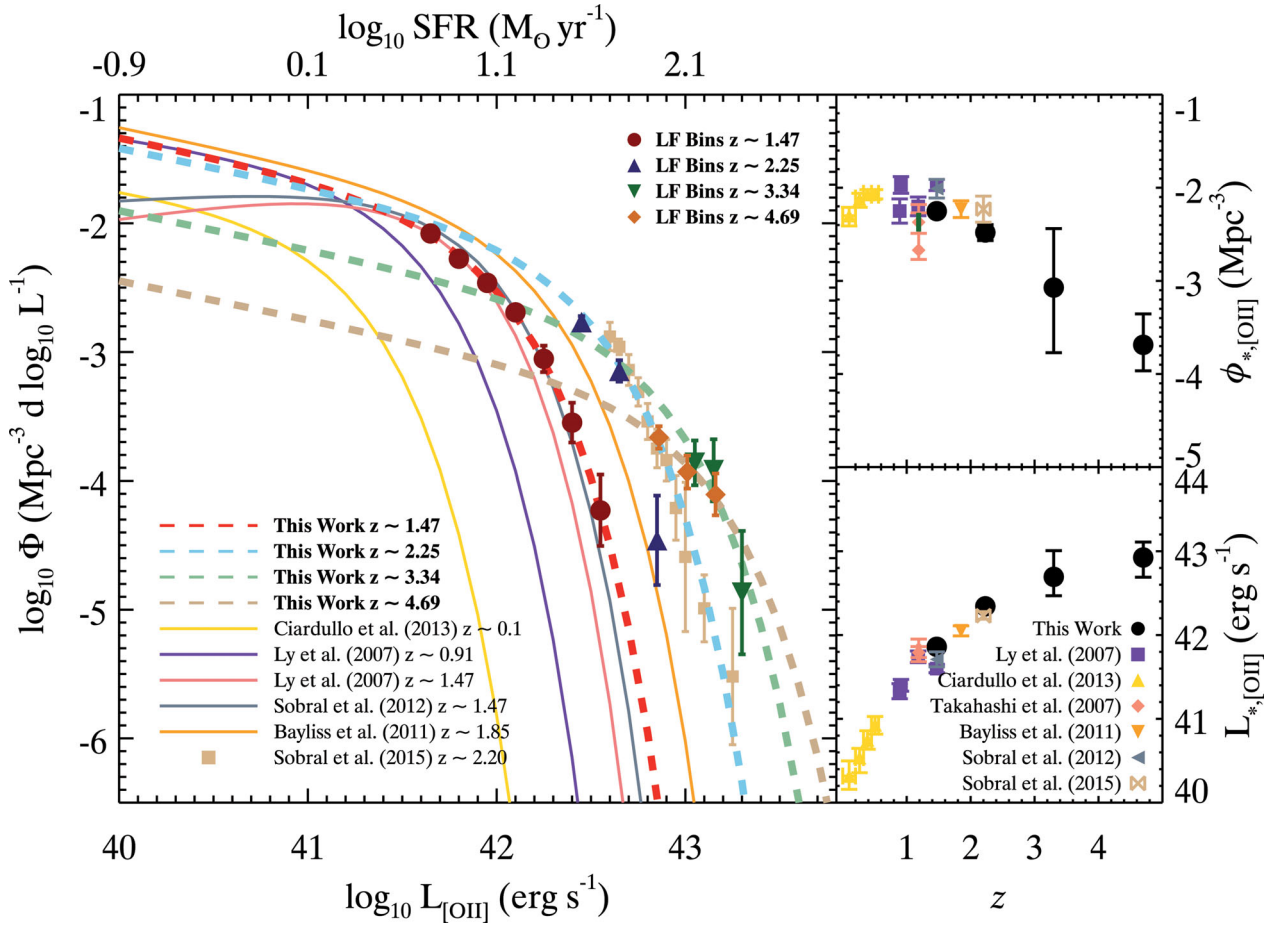 log₁₀ SFR (M⊙ yr⁻¹)
-0.9 0.1 1.1 2.1
-1
-2
-3
-4
-5
-6
log₁₀ Φ (Mpc⁻³ d log₁₀ L⁻¹)
LF Bins z ~ 1.47
LF Bins z ~ 2.25
LF Bins z ~ 3.34
LF Bins z ~ 4.69
This Work z ~ 1.47
This Work z ~ 2.25
This Work z ~ 3.34
This Work z ~ 4.69
Ciardullo et al. (2013) z ~ 0.1
Ly et al. (2007) z ~ 0.91
Ly et al. (2007) z ~ 1.47
Sobral et al. (2012) z ~ 1.47
Bayliss et al. (2011) z ~ 1.85
Sobral et al. (2015) z ~ 2.20
40 41 42 43
log₁₀ L[OII] (erg s⁻¹)
-1
-2
-3
-4
-5
ϕ*,[OII] (Mpc⁻³)
44
43
42
41
40
L*,[OII] (erg s⁻¹)
This Work
Ly et al. (2007)
Ciardullo et al. (2013)
Takahashi et al. (2007)
Bayliss et al. (2011)
Sobral et al. (2012)
Sobral et al. (2015)
1 2 3 4
z